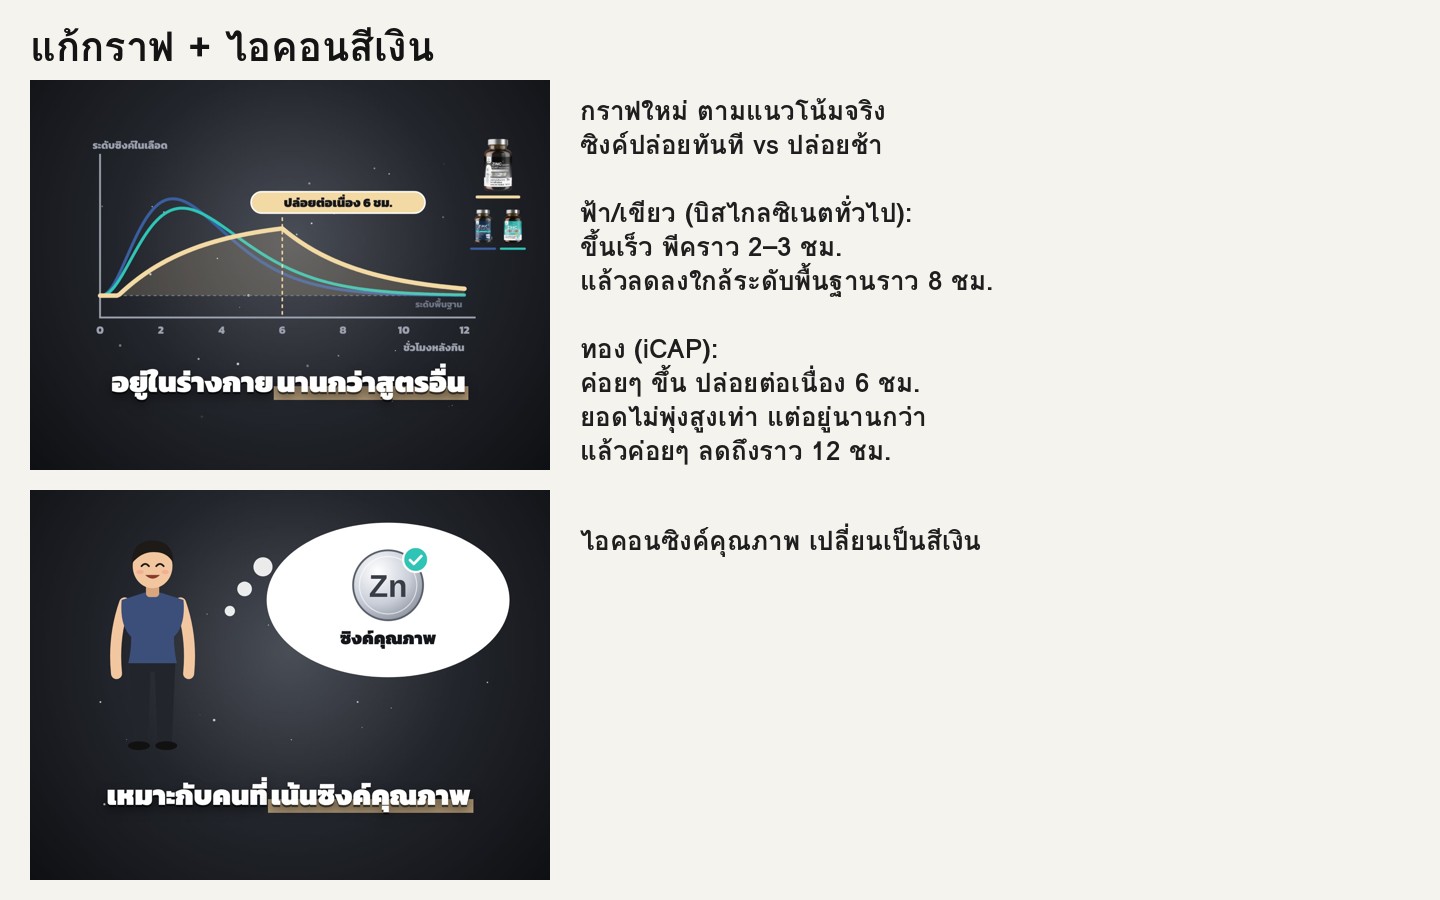 แก้กราฟ + ไอคอนสีเงิน
ระดับซิงค์ในเลือด
ปล่อยต่อเนื่อง 6 ชม.
ระดับพื้นฐาน
0 2 4 6 8 10 12
ชั่วโมงหลังกิน
อยู่ในร่างกาย นานกว่าสูตรอื่น
กราฟใหม่ ตามแนวโน้มจริง
ซิงค์ปล่อยทันที vs ปล่อยช้า
ฟ้า/เขียว (บิสไกลซิเนตทั่วไป):
ขึ้นเร็ว พีคราว 2–3 ชม.
แล้วลดลงใกล้ระดับพื้นฐานราว 8 ชม.
ทอง (iCAP):
ค่อยๆ ขึ้น ปล่อยต่อเนื่อง 6 ชม.
ยอดไม่พุ่งสูงเท่า แต่อยู่นานกว่า
แล้วค่อยๆ ลดถึงราว 12 ชม.
Zn
ซิงค์คุณภาพ
เหมาะกับคนที่ เน้นซิงค์คุณภาพ
ไอคอนซิงค์คุณภาพ เปลี่ยนเป็นสีเงิน